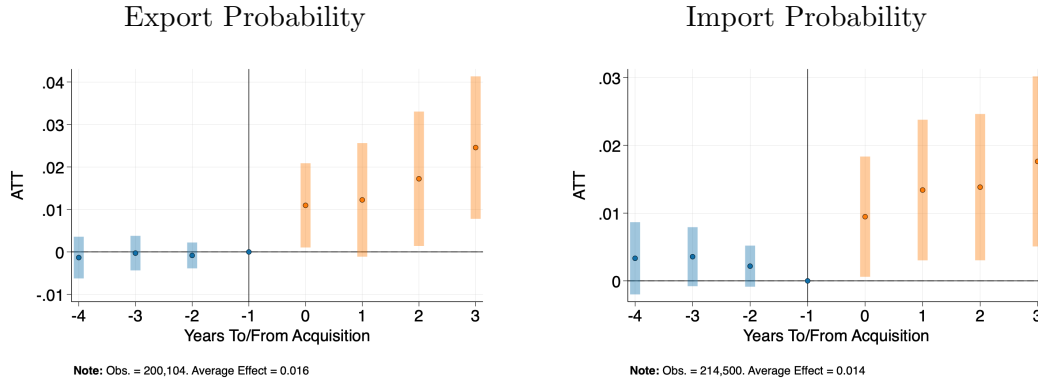 Export Probability
Import Probability
.04
.03
.02
.01
0
-.01
ATT
-4 -3 -2 -1 0 1 2 3
Years To/From Acquisition
Note: Obs. = 200,104. Average Effect = 0.016
.03
.02
.01
0
ATT
-4 -3 -2 -1 0 1 2 3
Years To/From Acquisition
Note: Obs. = 214,500. Average Effect = 0.014